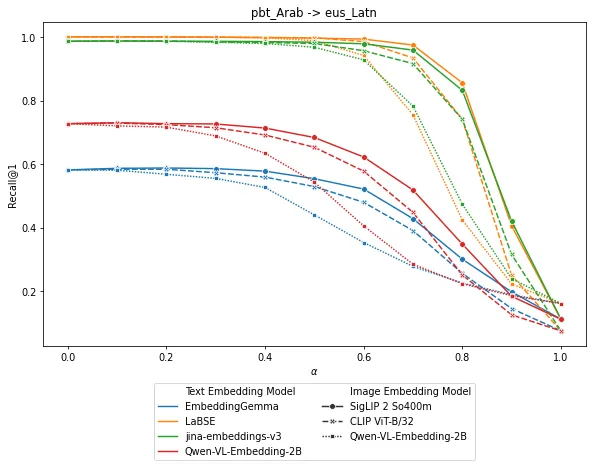 pbt_Arab -> eus_Latn
Recall@1
1.0
0.8
0.6
0.4
0.2
0.0 0.2 0.4 0.6 0.8 1.0
α
Text Embedding Model Image Embedding Model
EmbeddingGemma SigLIP 2 So400m
LaBSE CLIP ViT-B/32
jina-embeddings-v3 Qwen-VL-Embedding-2B
Qwen-VL-Embedding-2B